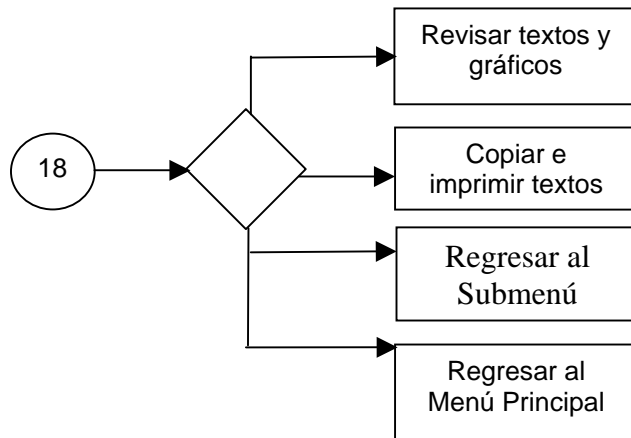 Revisar textos y
gráficos
18
Copiar e
imprimir textos
Regresar al
Submenú
Regresar al
Menú Principal